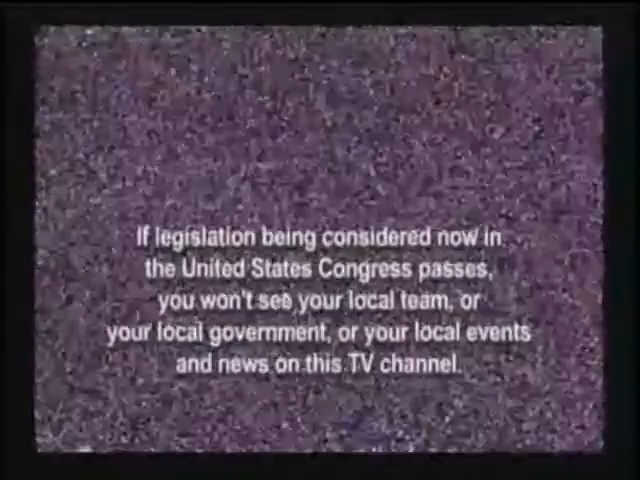 If legislation being considered now in
the United States Congress passes,
you won't see your local team, or
your local government, or your local events
and news on this TV channel.